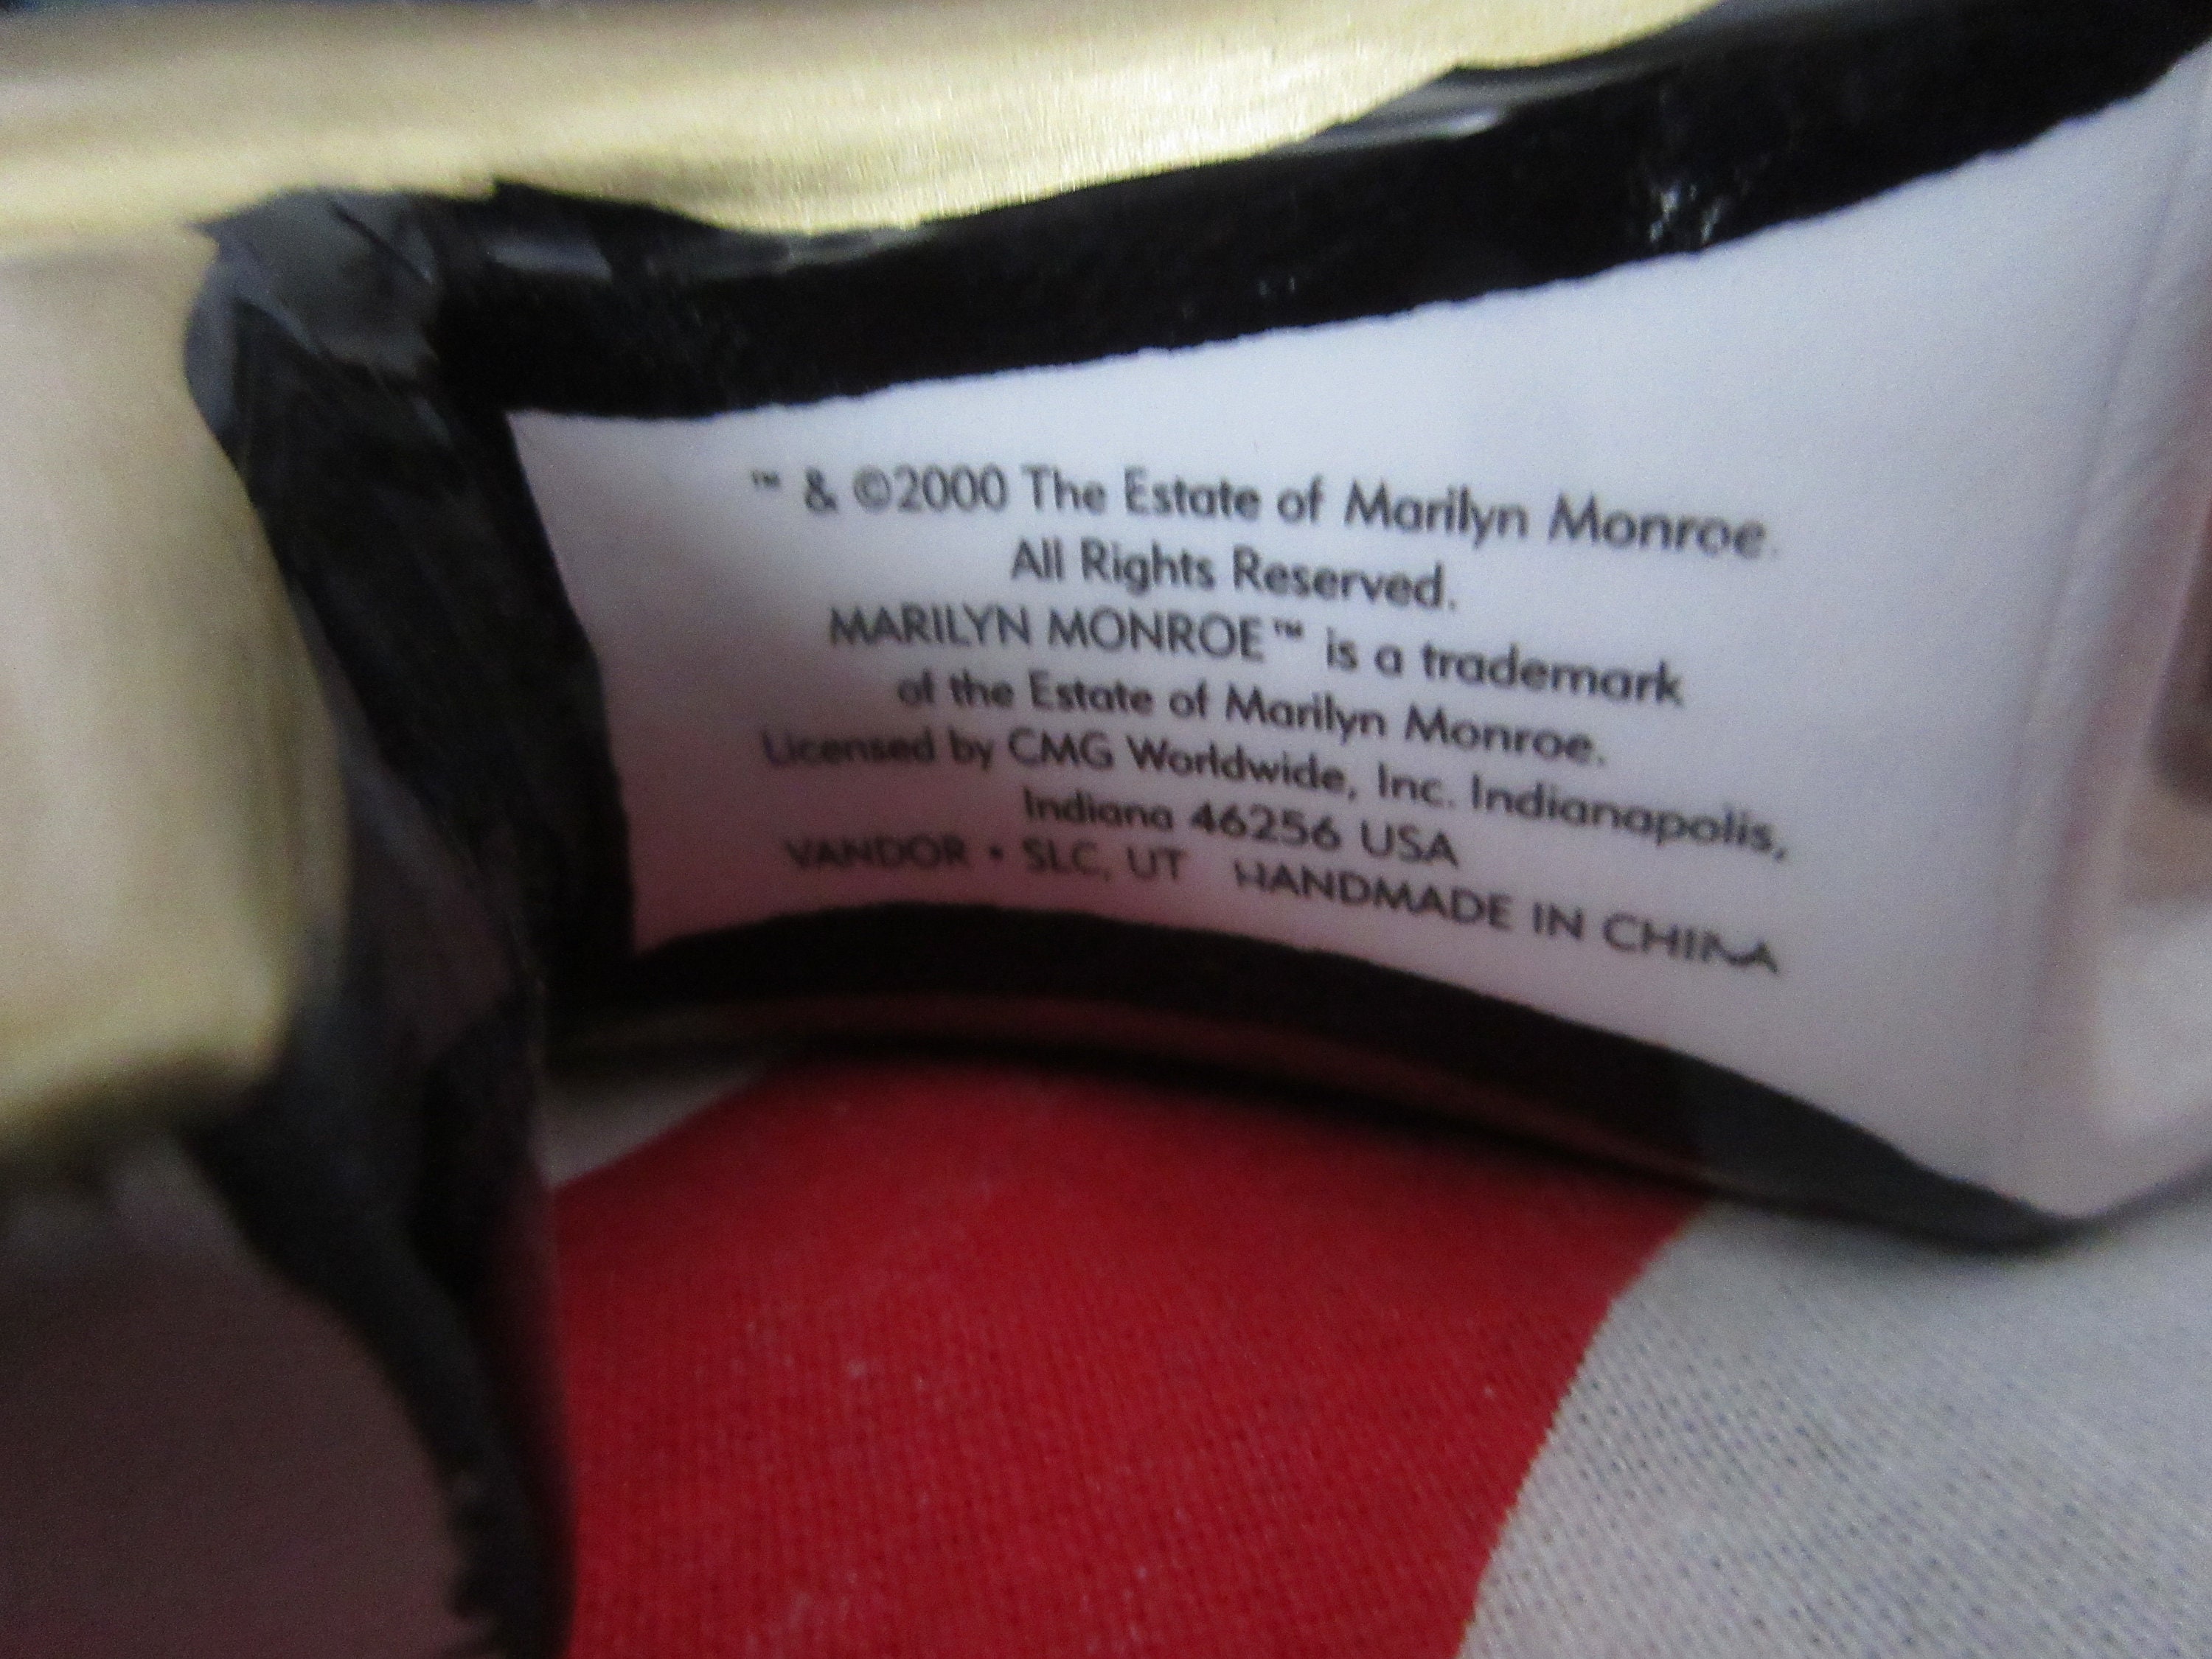 ™ & ©2000 The Estate of Marilyn Monroe.
All Rights Reserved.
MARILYN MONROE™ is a trademark
of the Estate of Marilyn Monroe.
Licensed by CMG Worldwide, Inc. Indianapolis,
Indiana 46256 USA
VANDOR • SLC, UT HANDMADE IN CHINA